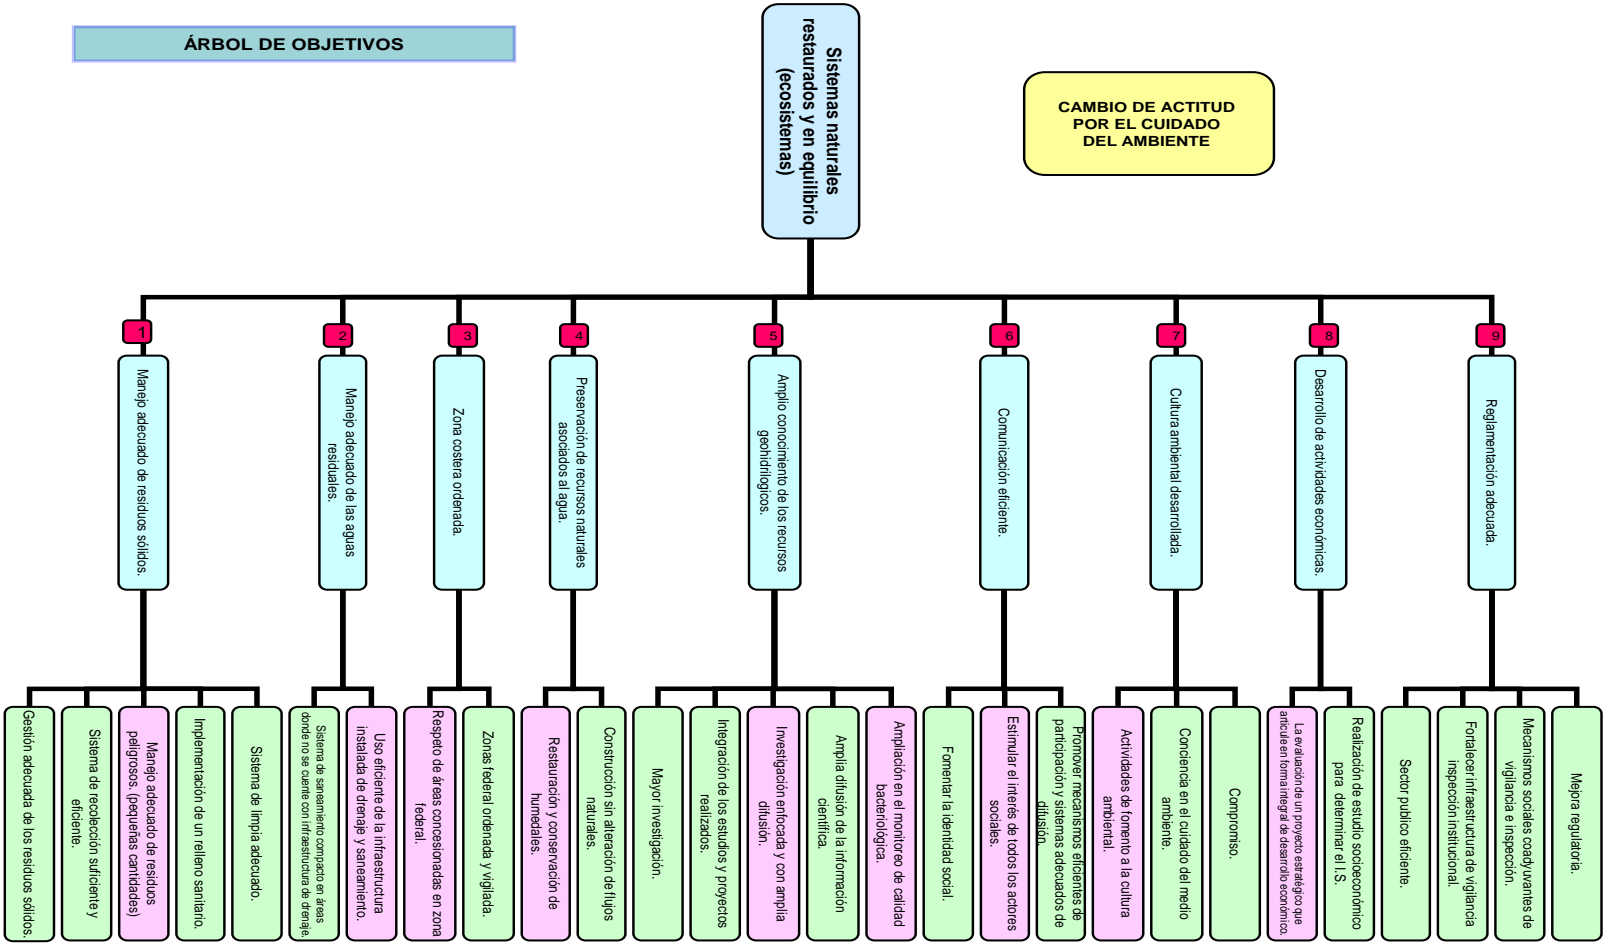 ÁRBOL DE OBJETIVOS
Sistemas naturales
restaurados y en equilibrio
(ecosistemas)
CAMBIO DE ACTITUD
POR EL CUIDADO
DEL AMBIENTE
1
2
3
4
5
6
7
8
9
Manejo adecuado de residuos sólidos.
Manejo adecuado de las aguas
residuales.
Zona costera ordenada.
Preservación de recursos naturales
asociados al agua.
Amplio conocimiento de los recursos
geohidrilogicos.
Comunicación eficiente.
Cultura ambiental desarrollada.
Desarrollo de actividades económicas.
Reglamentación adecuada.
Gestión adecuada de los residuos sólidos.
Sistema de recolección suficiente y
eficiente.
Manejo adecuado de residuos
peligrosos. (pequeñas cantidades)
Implementación de un relleno sanitario.
Sistema de limpia adecuado.
Sistema de saneamiento compacto en áreas
donde no se cuente con infraestructura de drenaje.
Uso eficiente de la infraestructura
instalada de drenaje y saneamiento.
Respeto de áreas concesionadas en zona
federal.
Zonas federal ordenada y vigilada.
Restauración y conservación de
humedales.
Construcción sin alteración de flujos
naturales.
Mayor investigación.
Integración de los estudios y proyectos
realizados.
Investigación enfocada y con amplia
difusión.
Amplia difusión de la información
científica.
Ampliación en el monitoreo de calidad
bacteriológica.
Fomentar la identidad social.
Estimular el interés de todos los actores
sociales.
Promover mecanismos eficientes de
participación y sistemas adecuados de
difusión.
Actividades de fomento a la cultura
ambiental.
Conciencia en el cuidado del medio
ambiente.
Compromiso.
La evaluación de un proyecto estratégico que
articule en forma integral de desarrollo económico.
Realización de estudio socioeconómico
para determinar el I.S.
Sector publico eficiente.
Fortalecer infraestructura de vigilancia
inspección institucional.
Mecanismos sociales coadyuvantes de
vigilancia e inspeción.
Mejora regulatoria.